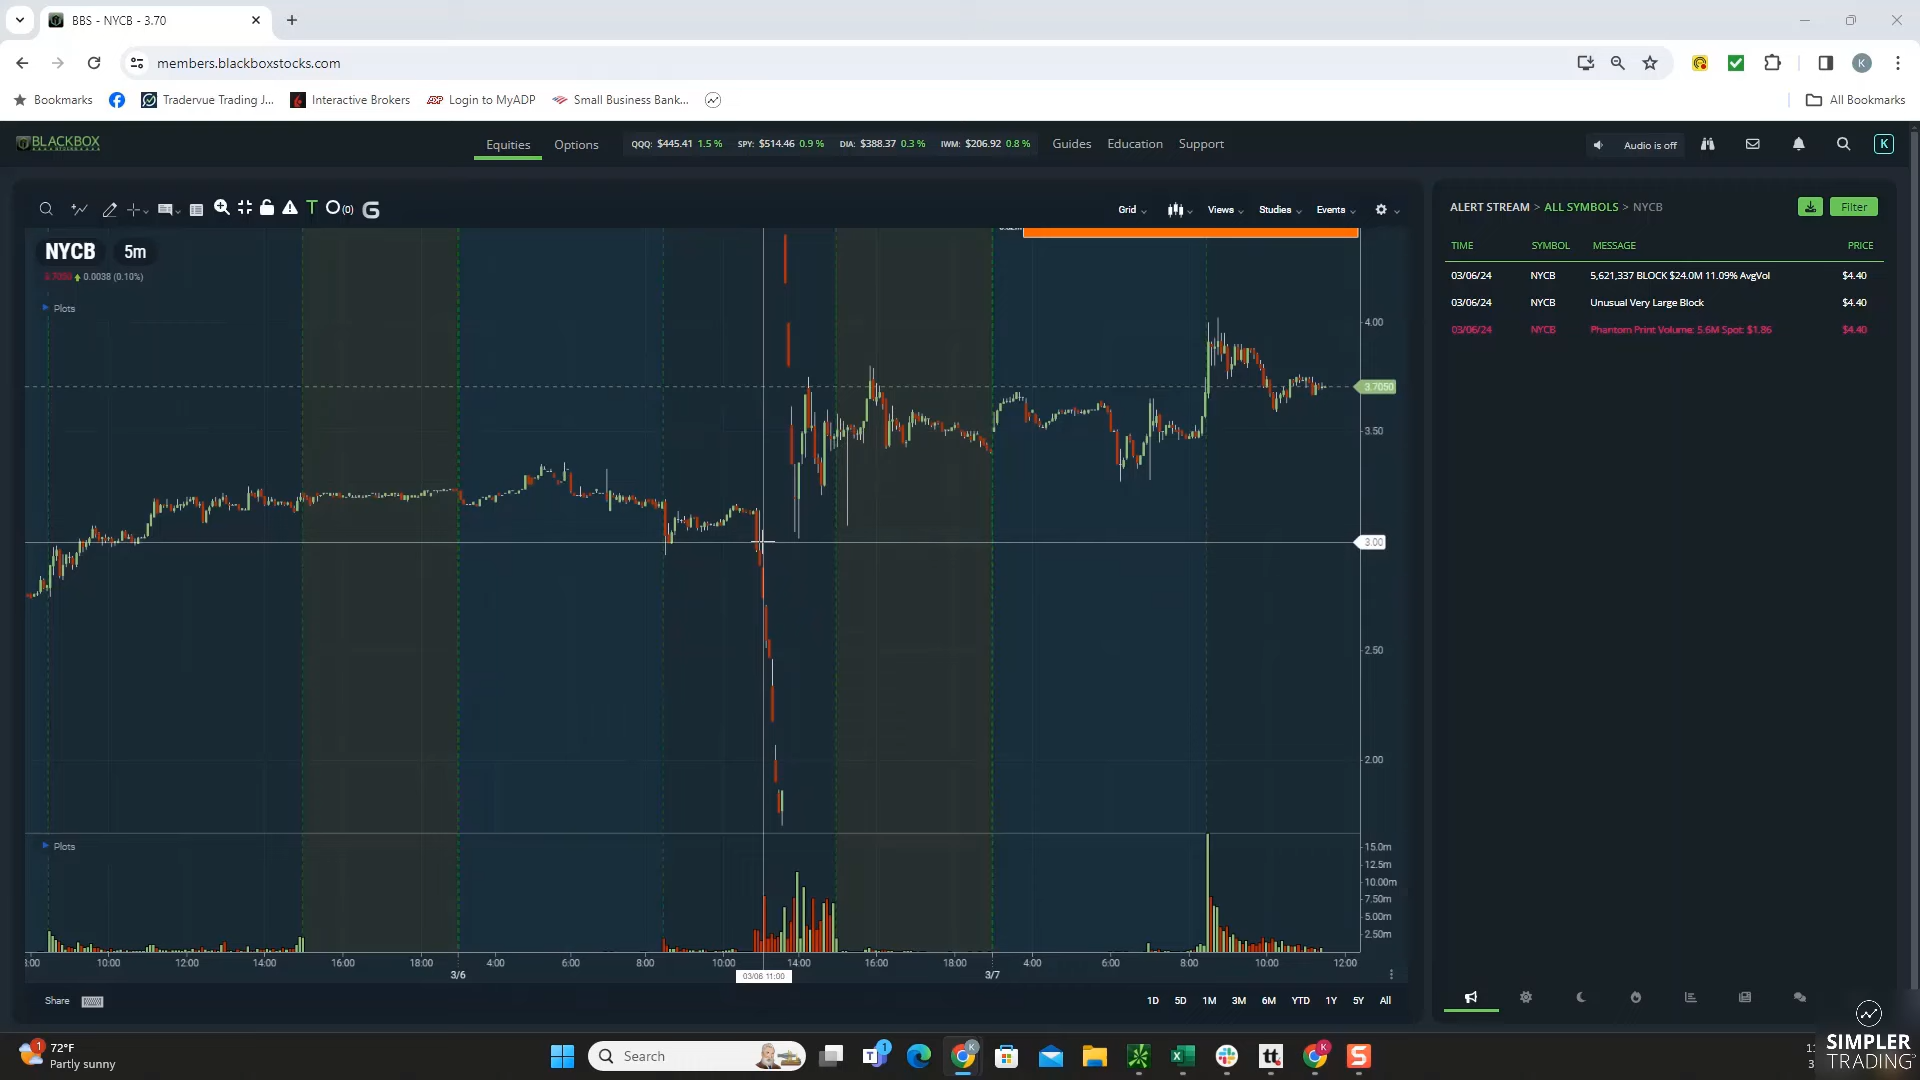 BBS - NYCB - 3.70
members.blackboxstocks.com
K
Bookmarks
Tradervue Trading J...
Interactive Brokers
ADP
Login to MyADP
Small Business Bank...
All Bookmarks
BLACKBOX
Equities
Options
QQQ: $445.41 1.5 %
SPY: $514.46 0.9 %
DIA: $388.37 0.3 %
IWM: $206.92 0.8 %
Guides
Education
Support
Audio is off
K
T
(0)
G
Grid
Views
Studies
Events
NYCB
5m
3.7050 0.0038 (0.10%)
Plots
4.00
3.7050
3.50
3.00
2.50
2.00
Plots
15.0m
12.5m
10.00m
7.50m
5.00m
2.50m
10:00
12:00
14:00
16:00
18:00
4:00
6:00
8:00
10:00
14:00
16:00
18:00
4:00
6:00
8:00
10:00
12:00
3/6
03/06 11:00
3/7
Share
1D
5D
1M
3M
6M
YTD
1Y
5Y
All
ALERT STREAM > ALL SYMBOLS > NYCB
Filter
TIME SYMBOL MESSAGE PRICE
03/06/24 NYCB 5,621,337 BLOCK $24.0M 11.09% AvgVol $4.40
03/06/24 NYCB Unusual Very Large Block $4.40
03/06/24 NYCB Phantom Print Volume: 5.6M Spot: $1.86 $4.40
SIMPLER
TRADING
1
72°F
Partly sunny
Search
1
K
tt
K